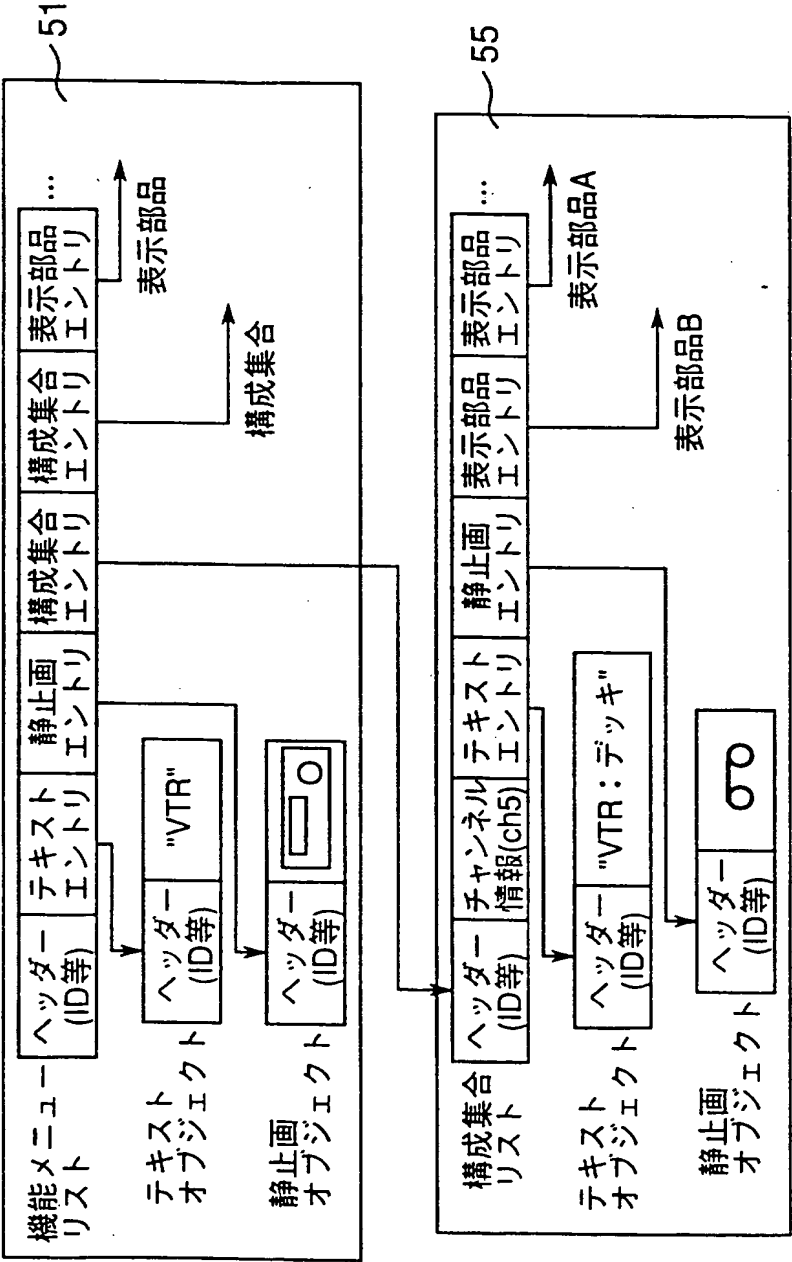 51
機能メニュー
リスト
ヘッダー
(ID等)
テキスト
エントリ
静止画
エントリ
構成集合
エントリ
構成集合
エントリ
表示部品
エントリ
…
テキスト
オブジェクト
ヘッダー
(ID等)
"VTR"
静止画
オブジェクト
ヘッダー
(ID等)
構成集合
表示部品
55
構成集合
リスト
ヘッダー
(ID等)
チャンネル
情報(ch5)
テキスト
エントリ
静止画
エントリ
表示部品
エントリ
表示部品
エントリ
…
テキスト
オブジェクト
ヘッダー
(ID等)
"VTR：デッキ"
静止画
オブジェクト
ヘッダー
(ID等)
表示部品B
表示部品A